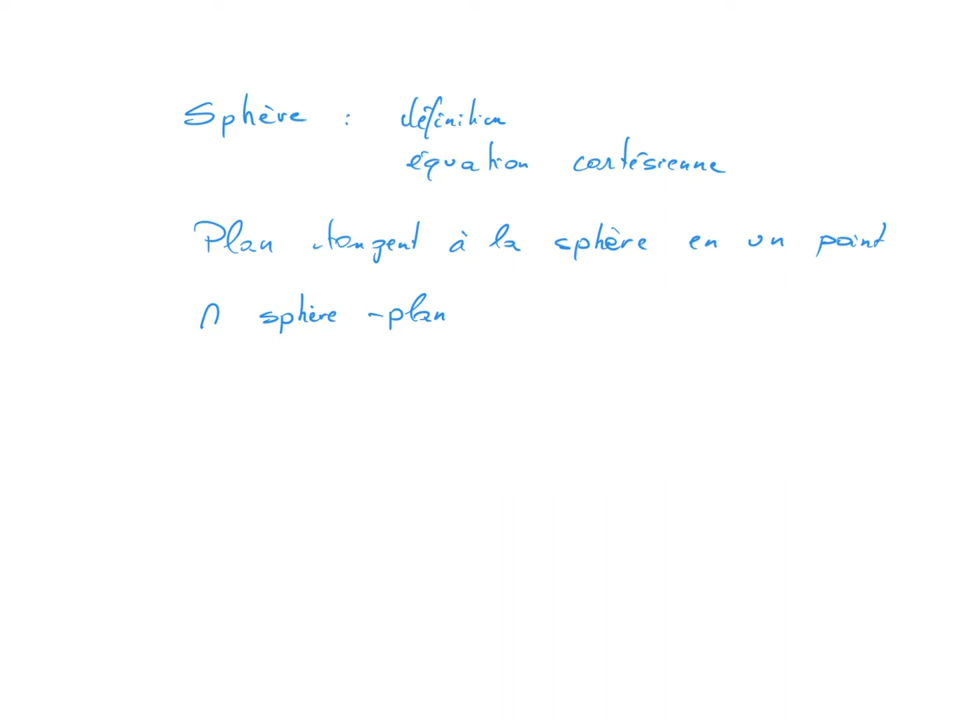 Sphère : définition
équation cartésienne
Plan tangent à la sphère en un point
∩ sphère - plan